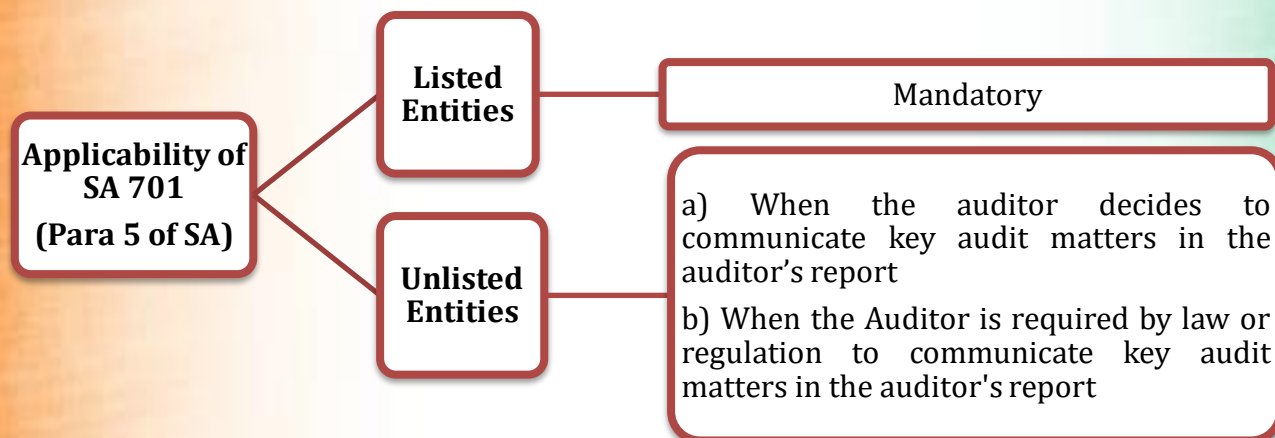 Applicability of
SA 701
(Para 5 of SA)
Listed
Entities
Mandatory
Unlisted
Entities
a) When the auditor decides to
communicate key audit matters in the
auditor’s report
b) When the Auditor is required by law or
regulation to communicate key audit
matters in the auditor's report